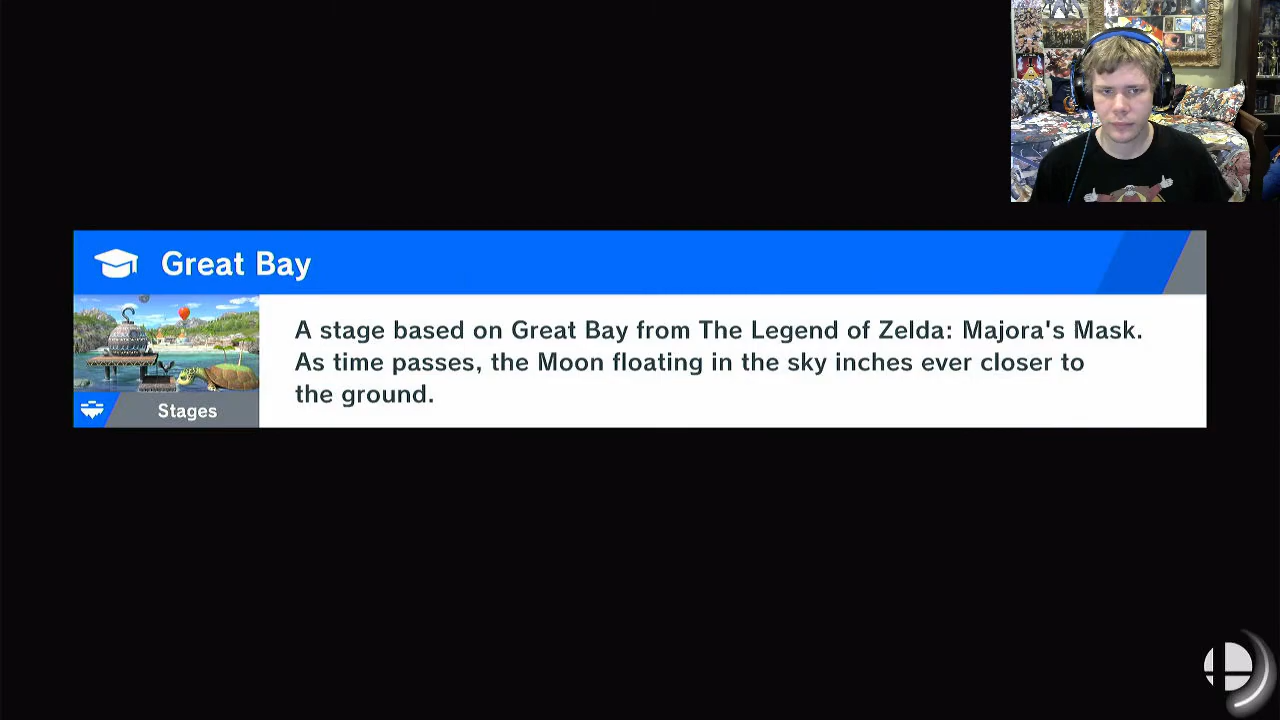 Great Bay
A stage based on Great Bay from The Legend of Zelda: Majora's Mask.
As time passes, the Moon floating in the sky inches ever closer to
the ground.
Stages